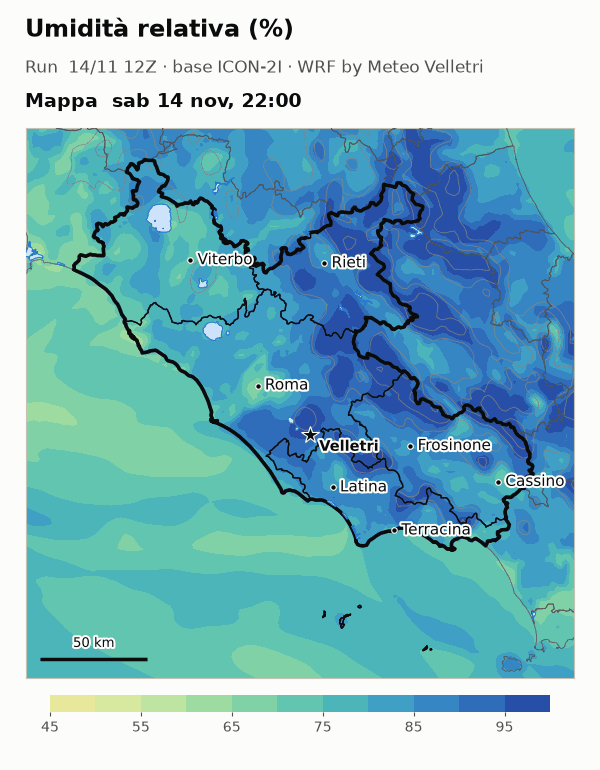 Umidità relativa (%)
Run  14/11 12Z · base ICON-2I · WRF by Meteo Velletri
Mappa  sab 14 nov, 22:00
Viterbo
Rieti
Roma
Velletri
Frosinone
Cassino
Latina
Terracina
50 km
45 55 65 75 85 95